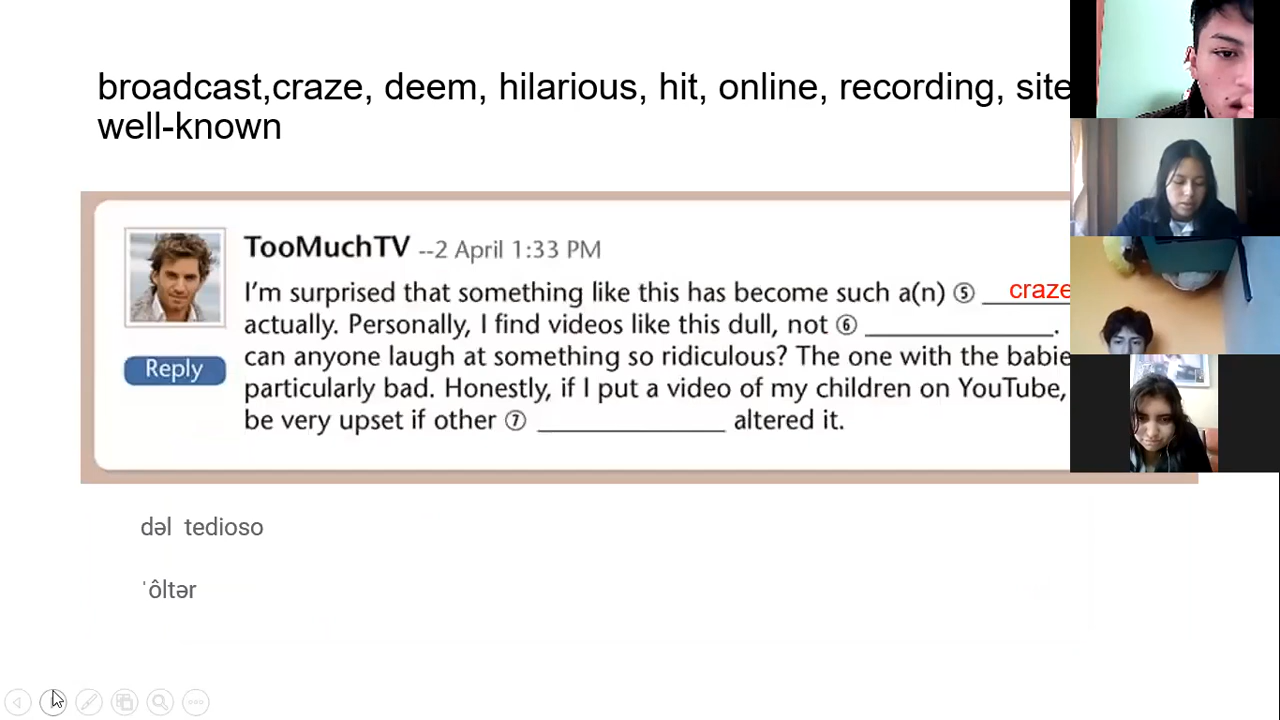 broadcast,craze, deem, hilarious, hit, online, recording, site
well-known
TooMuchTV --2 April 1:33 PM
I'm surprised that something like this has become such a(n) ⑤ craze
actually. Personally, I find videos like this dull, not ⑥ ______________.
can anyone laugh at something so ridiculous? The one with the babie
Reply
particularly bad. Honestly, if I put a video of my children on YouTube,
be very upset if other ⑦ ______________ altered it.
dəl tedioso
ˈôltər